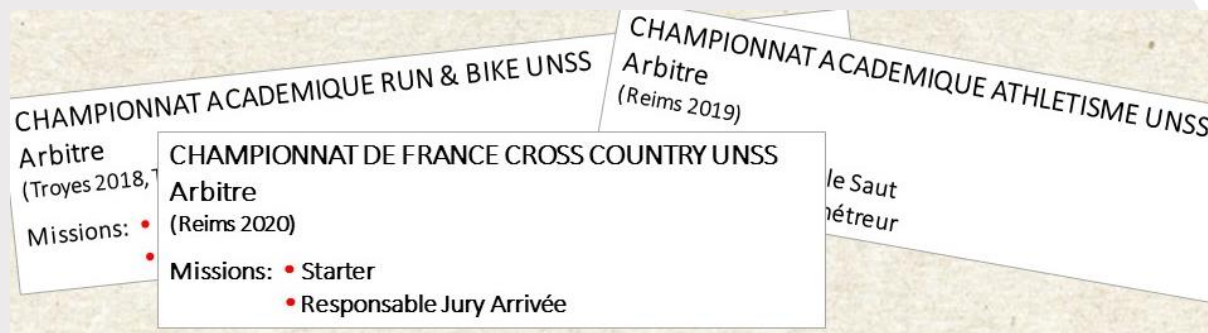 CHAMPIONNAT ACADEMIQUE RUN & BIKE UNSS
Arbitre
(Troyes 2018,
Missions: •
•
CHAMPIONNAT DE FRANCE CROSS COUNTRY UNSS
Arbitre
(Reims 2020)
Missions: • Starter
• Responsable Jury Arrivée
CHAMPIONNAT ACADEMIQUE ATHLETISME UNSS
Arbitre
(Reims 2019)
le Saut